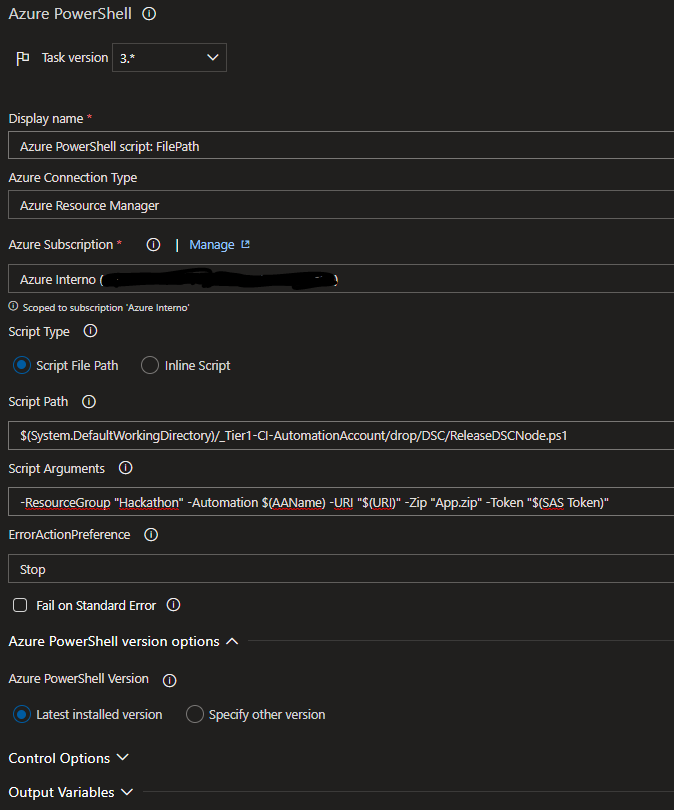 Azure PowerShell
Task version 3.*
Display name *
Azure PowerShell script: FilePath
Azure Connection Type
Azure Resource Manager
Azure Subscription * | Manage
Azure Interno ( )
Scoped to subscription 'Azure Interno'
Script Type
Script File Path Inline Script
Script Path
$(System.DefaultWorkingDirectory)/_Tier1-CI-AutomationAccount/drop/DSC/ReleaseDSCNode.ps1
Script Arguments
-ResourceGroup "Hackathon" -Automation $(AAName) -URI "$(URI)" -Zip "App.zip" -Token "$(SAS Token)"
ErrorActionPreference
Stop
Fail on Standard Error
Azure PowerShell version options
Azure PowerShell Version
Latest installed version Specify other version
Control Options
Output Variables